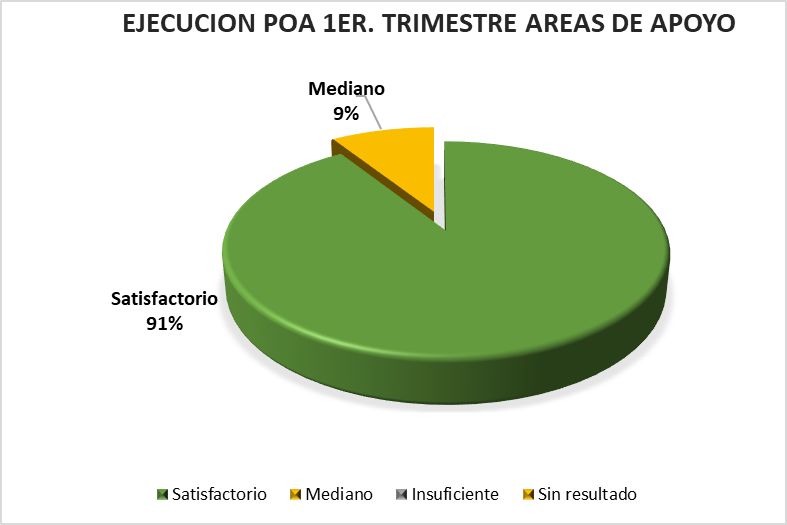 EJECUCION POA 1ER. TRIMESTRE AREAS DE APOYO
Mediano
9%
Satisfactorio
91%
Satisfactorio Mediano Insuficiente Sin resultado